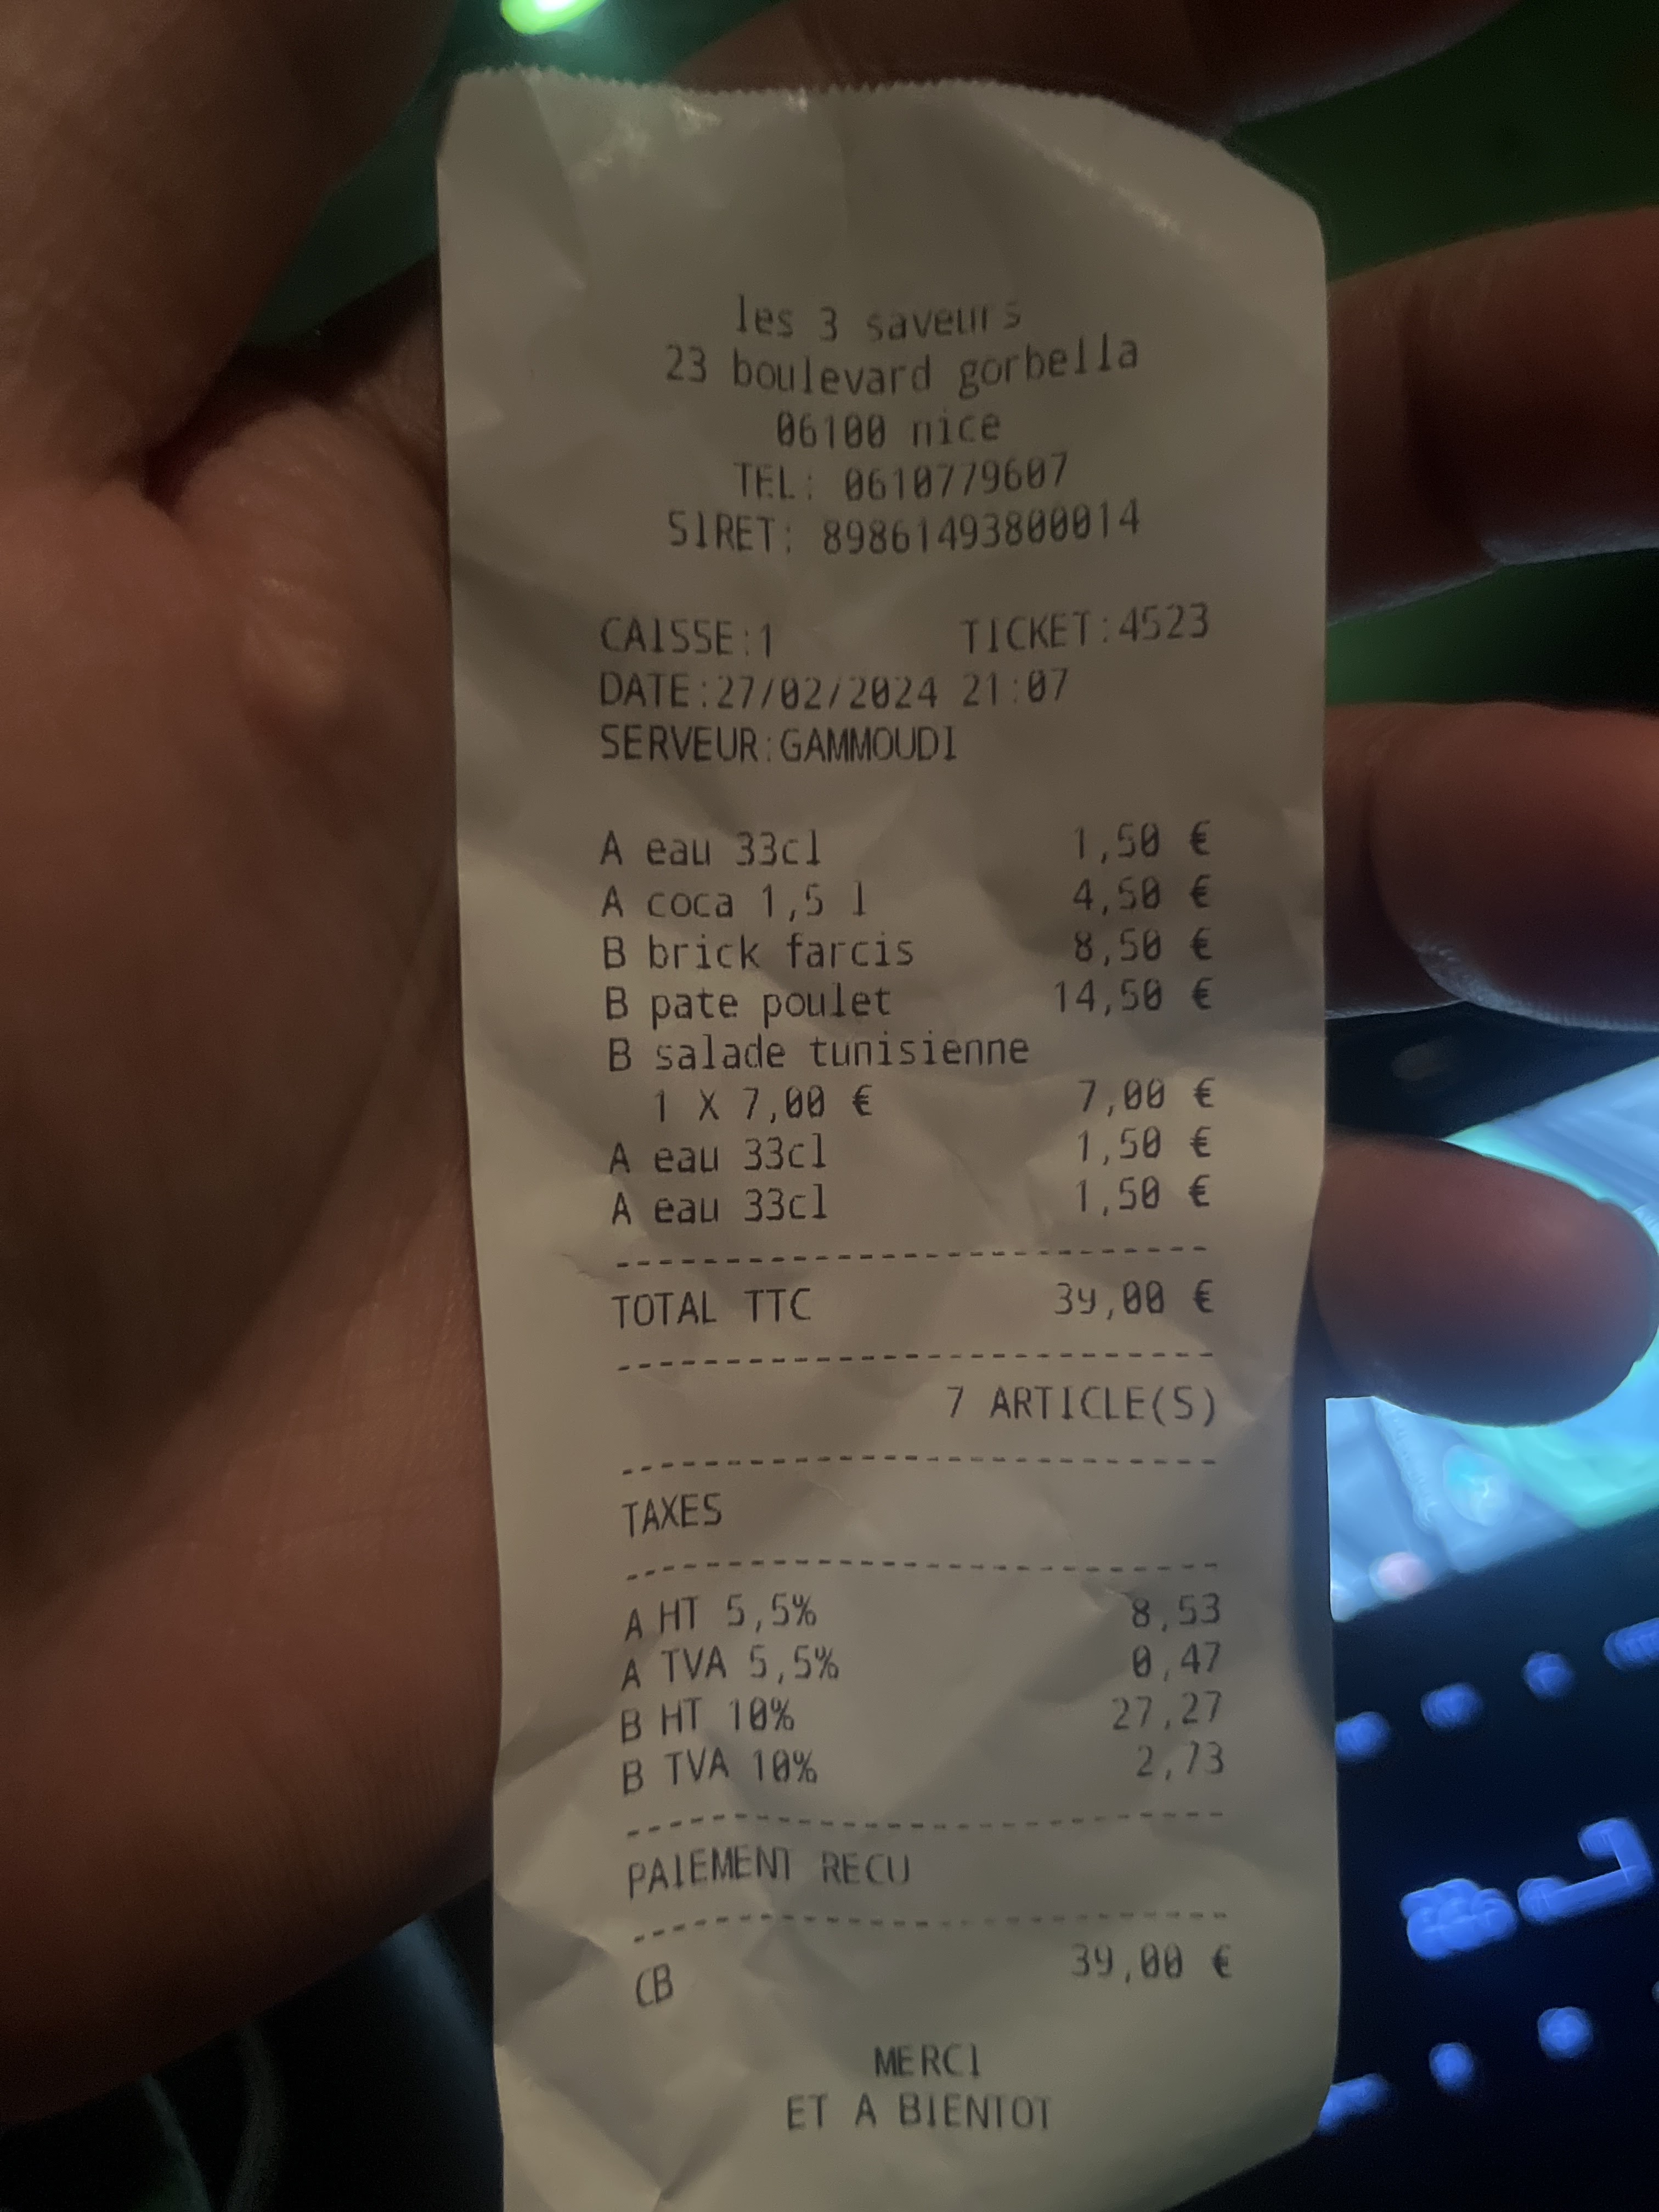 les 3 saveurs
23 boulevard gorbella
06100 nice
TEL: 0610779607
SIRET: 89861493800014
CAISSE:1 TICKET:4523
DATE:27/02/2024 21:07
SERVEUR:GAMMOUDI
A eau 33cl 1,50 €
A coca 1,5 l 4,50 €
B brick farcis 8,50 €
B pate poulet 14,50 €
B salade tunisienne
1 X 7,00 € 7,00 €
A eau 33cl 1,50 €
A eau 33cl 1,50 €
--------------------------
TOTAL TTC 39,00 €
--------------------------
7 ARTICLE(S)
--------------------------
TAXES
--------------------------
A HT 5,5% 8,53
A TVA 5,5% 0,47
B HT 10% 27,27
B TVA 10% 2,73
--------------------------
PAIEMENT RECU
--------------------------
CB 39,00 €
MERCI
ET A BIENTOT